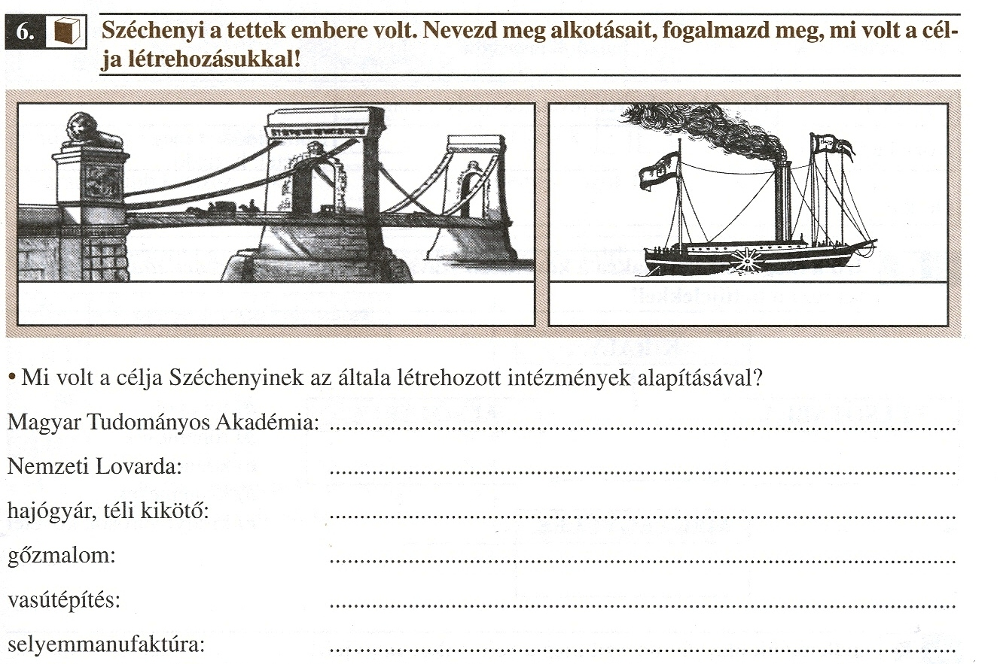 6.
Széchenyi a tettek embere volt. Nevezd meg alkotásait, fogalmazd meg, mi volt a cél-
ja létrehozásukkal!
• Mi volt a célja Széchenyinek az általa létrehozott intézmények alapításával?
Magyar Tudományos Akadémia: ........................................
Nemzeti Lovarda: ........................................
hajógyár, téli kikötő: ........................................
gőzmalom: ........................................
vasútépítés: ........................................
selyemmanufaktúra: ........................................